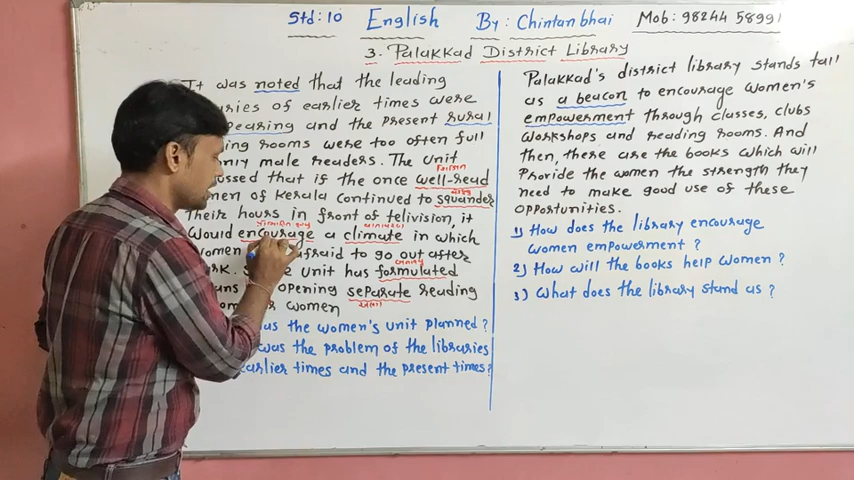 Std: 10 English By: Chintanbhai Mob: 98244 58991
3. Palakkad District Library
It was noted that the leading
ries of earlier times were
pearing and the present rural
ing rooms were too often full
only male readers. The unit
ussed that if the once well-read
men of Kerala continued to squander
Their hours in front of telivision, it
Would encourage a climate in which
women afraid to go out after
rk. Unit has formulated
ans opening separate reading
om women
as the women's unit planned?
was the problem of the libraries
earlier times and the present times?
Palakkad's district library stands tall
as a beacon to encourage women's
empowerment through classes, clubs
workshops and reading rooms. And
then, there are the books which will
Provide the women the strength they
need to make good use of these
opportunities.
1) How does the library encourage
women empowerment?
2) How will the books help women?
3) What does the library stand as?